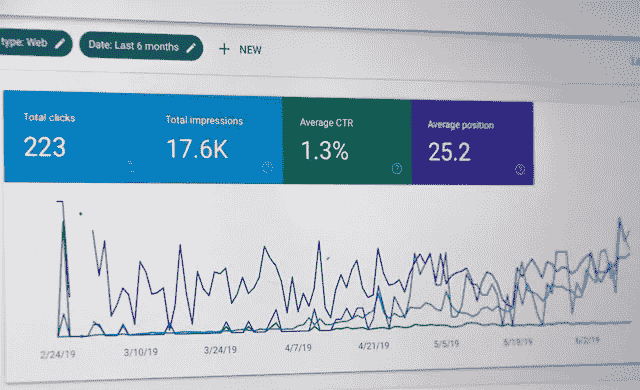 type: Web
Date: Last 6 months
+ NEW
Total clicks
223
Total impressions
17.6K
Average CTR
1.3%
Average position
25.2
2/24/19
3/10/19
3/24/19
4/7/19
4/21/19
5/5/19
5/19/19
6/2/19